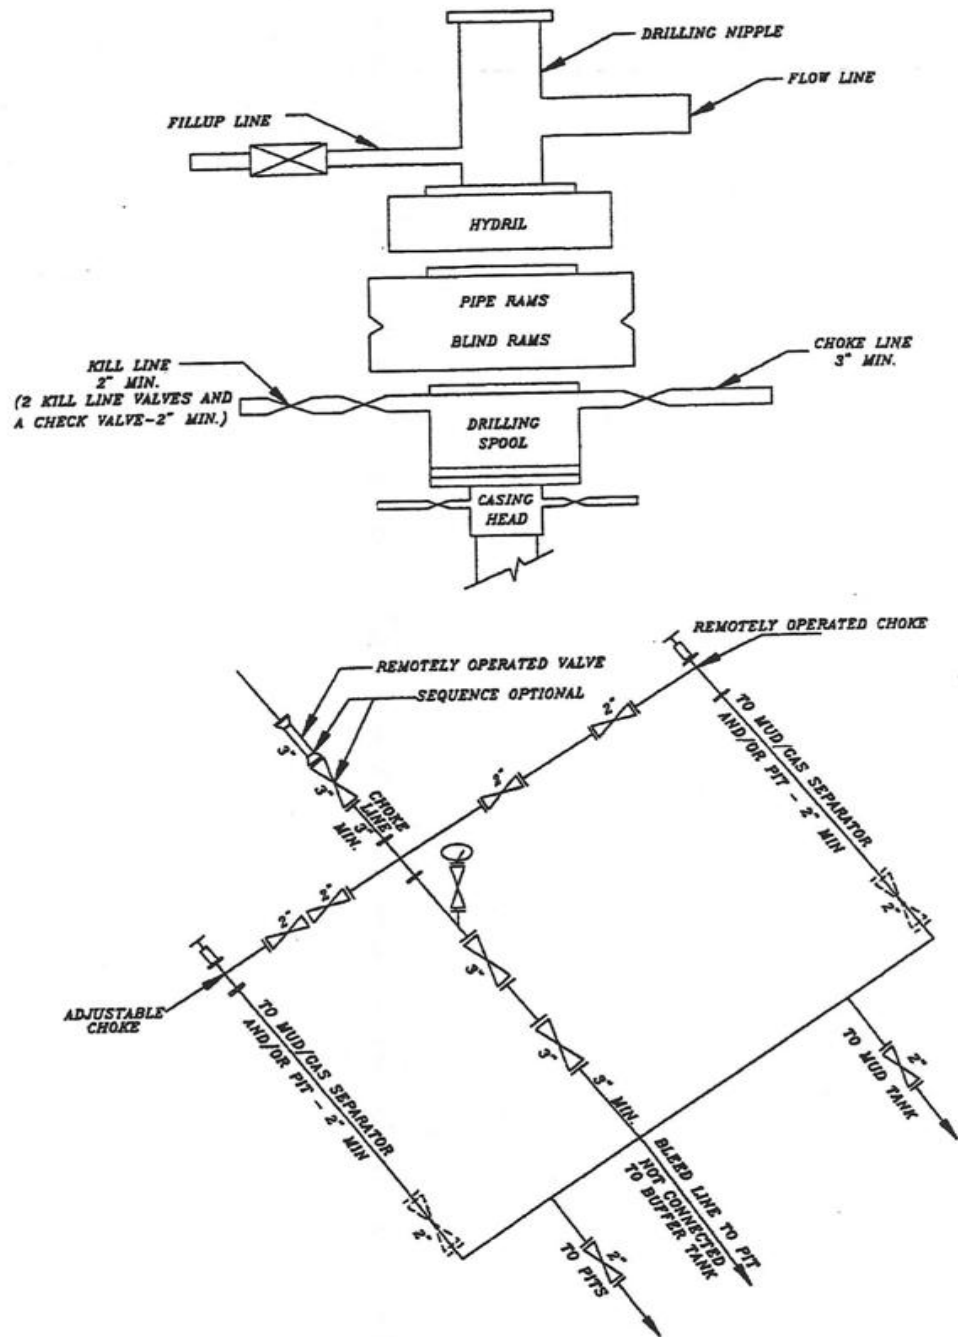 DRILLING NIPPLE
FLOW LINE
FILLUP LINE
HYDRIL
PIPE RAMS
BLIND RAMS
KILL LINE
2" MIN.
(2 KILL LINE VALVES AND
A CHECK VALVE-2" MIN.)
CHOKE LINE
3" MIN.
DRILLING
SPOOL
CASING
HEAD
REMOTELY OPERATED CHOKE
REMOTELY OPERATED VALVE
SEQUENCE OPTIONAL
3"
3"
CHOKE
LINE
3"
MIN.
2"
2"
2"
2"
TO MUD/GAS SEPARATOR
AND/OR PIT - 2" MIN
2"
ADJUSTABLE
CHOKE
TO MUD/GAS SEPARATOR
AND/OR PIT - 2" MIN
2"
3"
3"
3" MIN.
BLEED LINE TO PIT
NOT CONNECTED
TO BUFFER TANK
2"
TO MUD TANK
2"
TO PITS